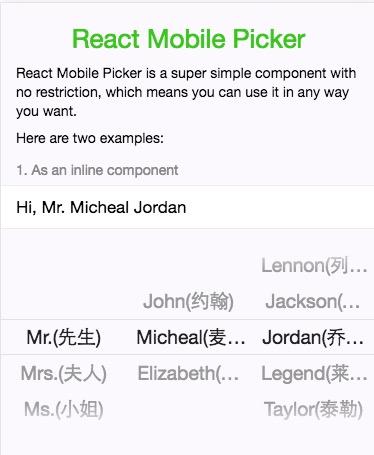 React Mobile Picker
React Mobile Picker is a super simple component with
no restriction, which means you can use it in any way
you want.
Here are two examples:
1. As an inline component
Hi, Mr. Micheal Jordan
Lennon(列...
John(约翰) Jackson(...
Mr.(先生) Micheal(麦... Jordan(乔...
Mrs.(夫人) Elizabeth(... Legend(莱...
Ms.(小姐) Taylor(泰勒)